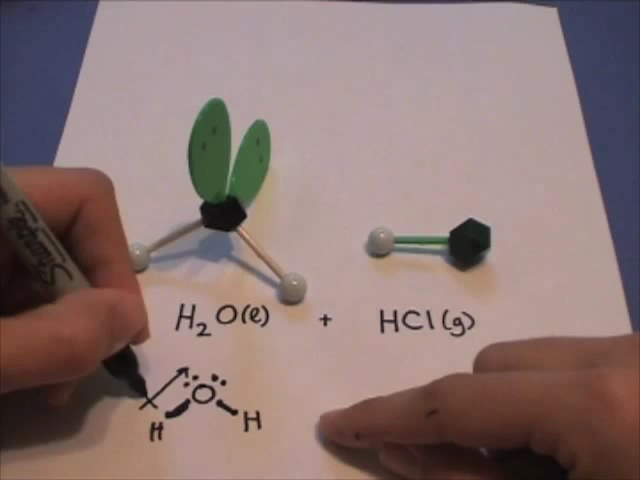 Sharpie
H₂O(ℓ) + HCl(g)
O
H H